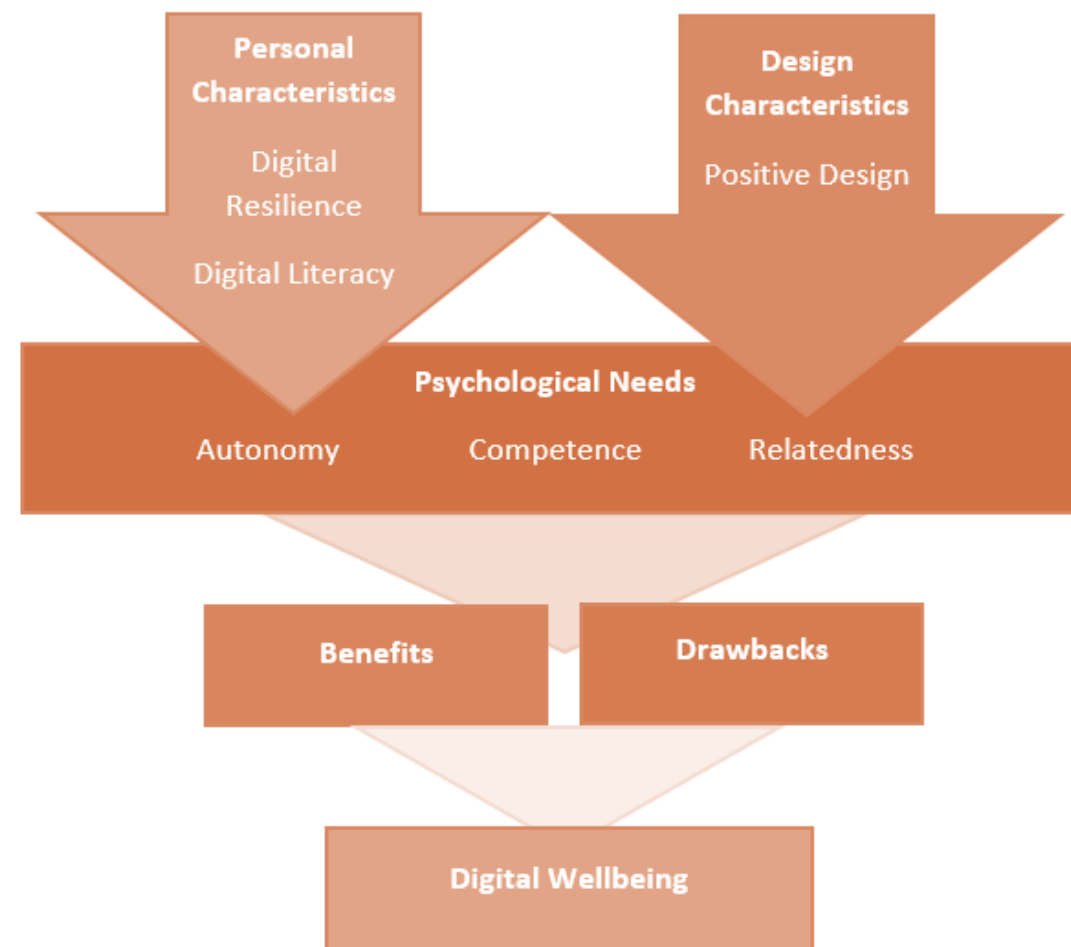 Personal
Characteristics
Digital
Resilience
Digital Literacy
Design
Characteristics
Positive Design
Psychological Needs
Autonomy Competence Relatedness
Benefits
Drawbacks
Digital Wellbeing